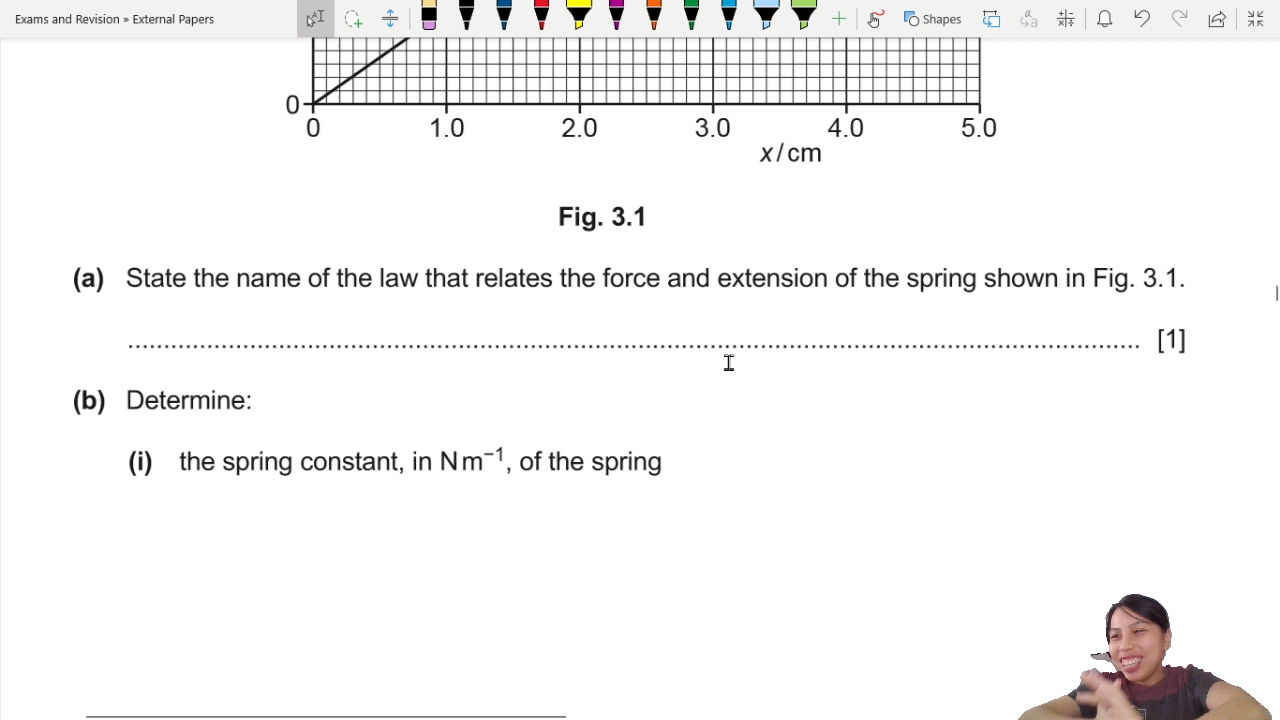 Exams and Revision » External Papers
Shapes
0
0 1.0 2.0 3.0 4.0 5.0
x/cm
Fig. 3.1
(a) State the name of the law that relates the force and extension of the spring shown in Fig. 3.1.
.......................................................................................................................................... [1]
(b) Determine:
(i) the spring constant, in N m⁻¹, of the spring